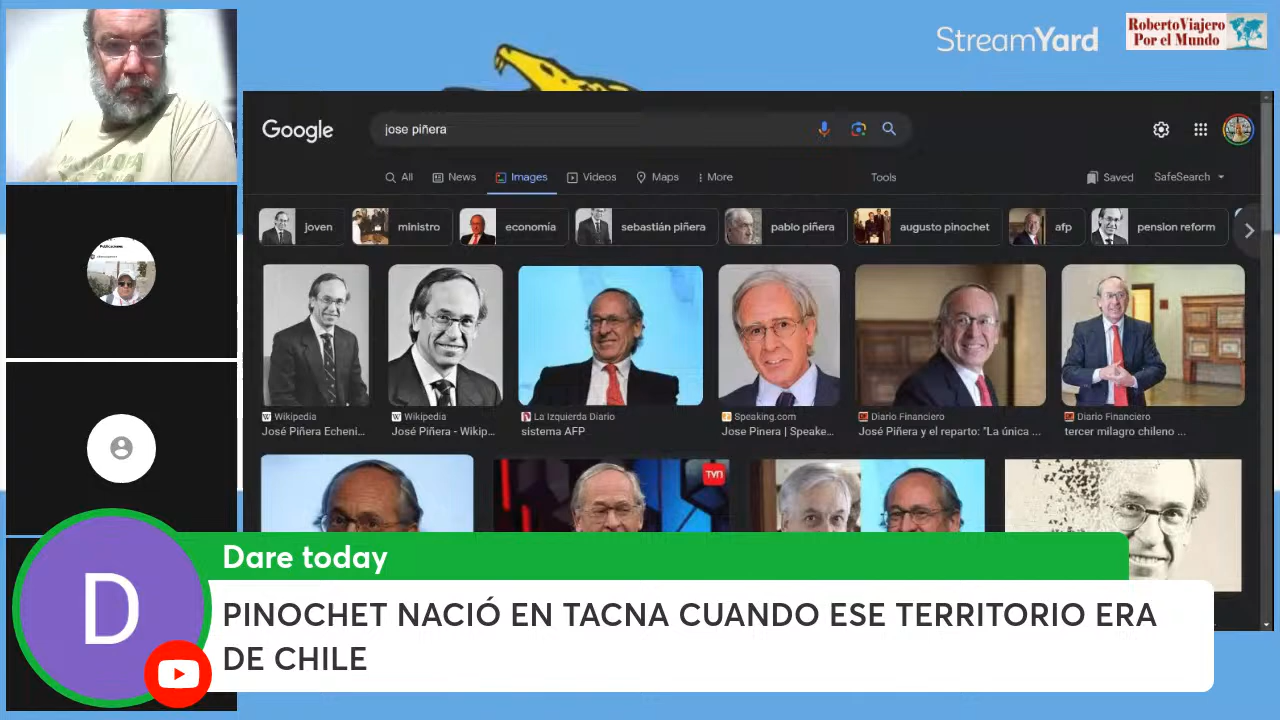 StreamYard
RobertoViajero
Por el Mundo
Google
jose piñera
All
News
Images
Videos
Maps
More
Tools
Saved
SafeSearch
joven
ministro
economía
sebastián piñera
pablo piñera
augusto pinochet
afp
pension reform
Wikipedia
José Piñera Echeni...
Wikipedia
José Piñera - Wikip...
La Izquierda Diario
sistema AFP
Speaking.com
Jose Pinera | Speake...
Diario Financiero
José Piñera y el reparto: "La única ...
Diario Financiero
tercer milagro chileno ...
TVN
D
Dare today
PINOCHET NACIÓ EN TACNA CUANDO ESE TERRITORIO ERA
DE CHILE